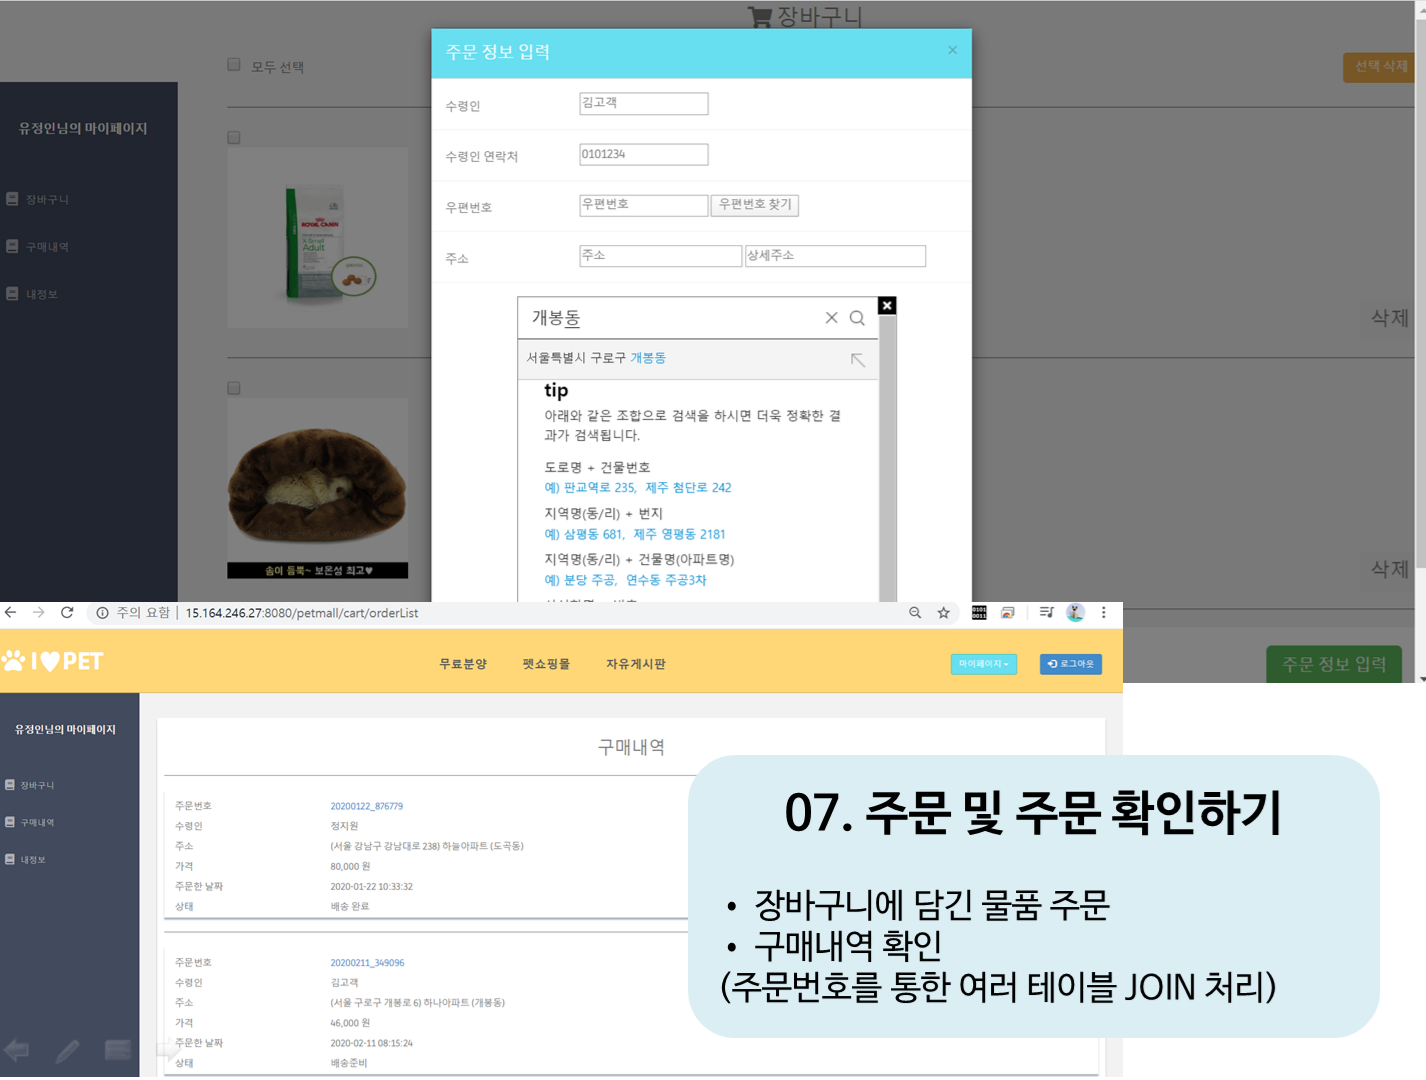 장바구니
모두 선택
선택 삭제
유정인님의 마이페이지
장바구니
구매내역
내정보
ROYAL CANIN
X-Small
Adult
삭제
솜이 듬뿍~ 보온성 최고♥
삭제
주문 정보 입력
주문 정보 입력 ×
수령인 김고객
수령인 연락처 0101234
우편번호 우편번호 우편번호 찾기
주소 주소 상세주소
개봉동
서울특별시 구로구 개봉동
tip
아래와 같은 조합으로 검색을 하시면 더욱 정확한 결
과가 검색됩니다.
도로명 + 건물번호
예) 판교역로 235, 제주 첨단로 242
지역명(동/리) + 번지
예) 삼평동 681, 제주 영평동 2181
지역명(동/리) + 건물명(아파트명)
예) 분당 주공, 연수동 주공3차
주의 요함 | 15.164.246.27:8080/petmall/cart/orderList
I♥PET
무료분양 펫쇼핑몰 자유게시판
마이페이지 로그아웃
유정인님의 마이페이지
장바구니
구매내역
내정보
구매내역
주문번호 20200122_876779
수령인 정지원
주소 (서울 강남구 강남대로 238) 하늘아파트 (도곡동)
가격 80,000 원
주문한 날짜 2020-01-22 10:33:32
상태 배송 완료
주문번호 20200211_349096
수령인 김고객
주소 (서울 구로구 개봉로 6) 하나아파트 (개봉동)
가격 46,000 원
주문한 날짜 2020-02-11 08:15:24
상태 배송준비
07. 주문 및 주문 확인하기
• 장바구니에 담긴 물품 주문
• 구매내역 확인
(주문번호를 통한 여러 테이블 JOIN 처리)